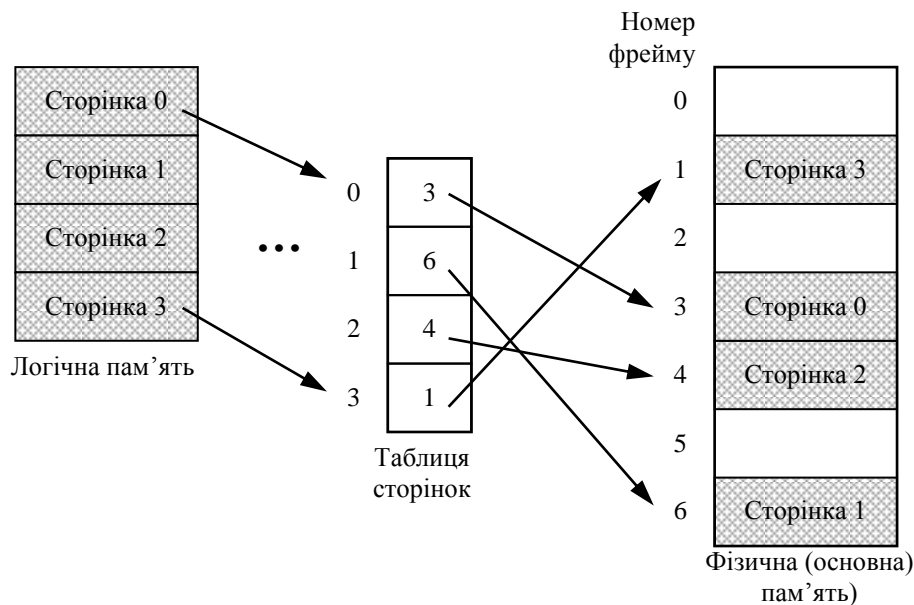 Номер
фрейму
Сторінка 0
Сторінка 1
Сторінка 2
Сторінка 3
Логічна пам’ять
...
0
1
2
3
3
6
4
1
Таблиця
сторінок
0
1
2
3
4
5
6
Сторінка 3
Сторінка 0
Сторінка 2
Сторінка 1
Фізична (основна)
пам’ять)